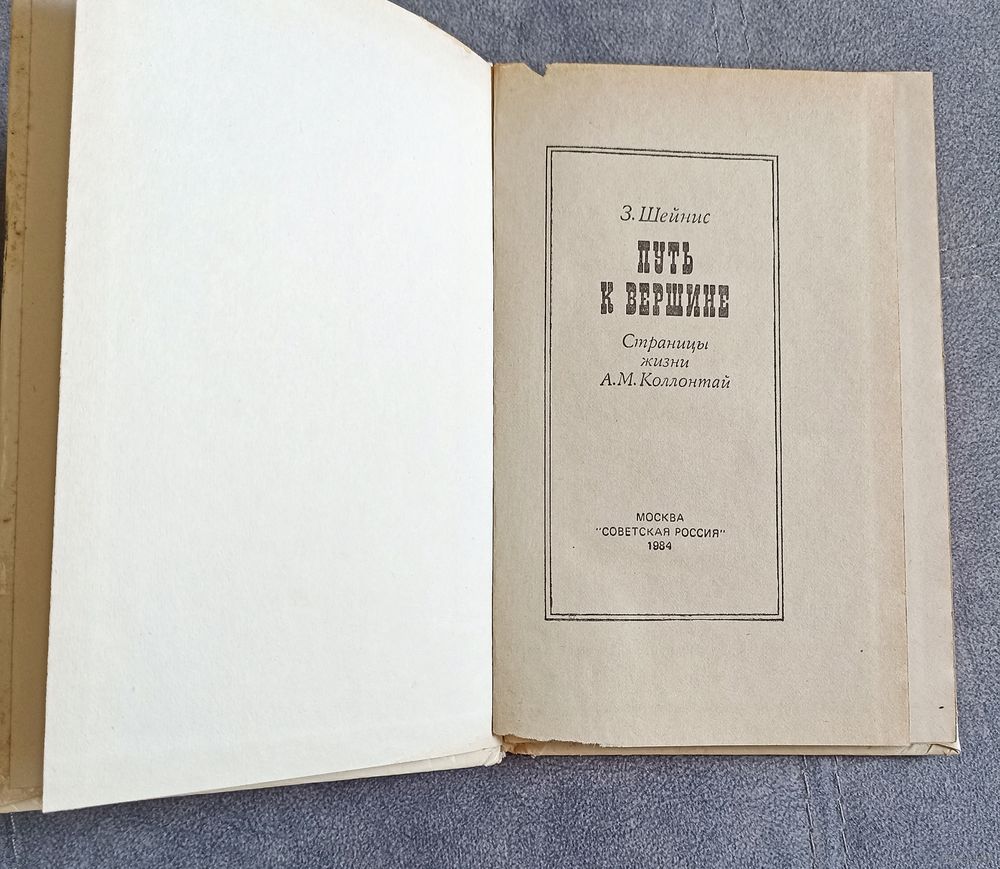 З. Шейнис
ПУТЬ
К ВЕРШИНЕ
Страницы
жизни
А. М. Коллонтай
МОСКВА
"СОВЕТСКАЯ РОССИЯ"
1984